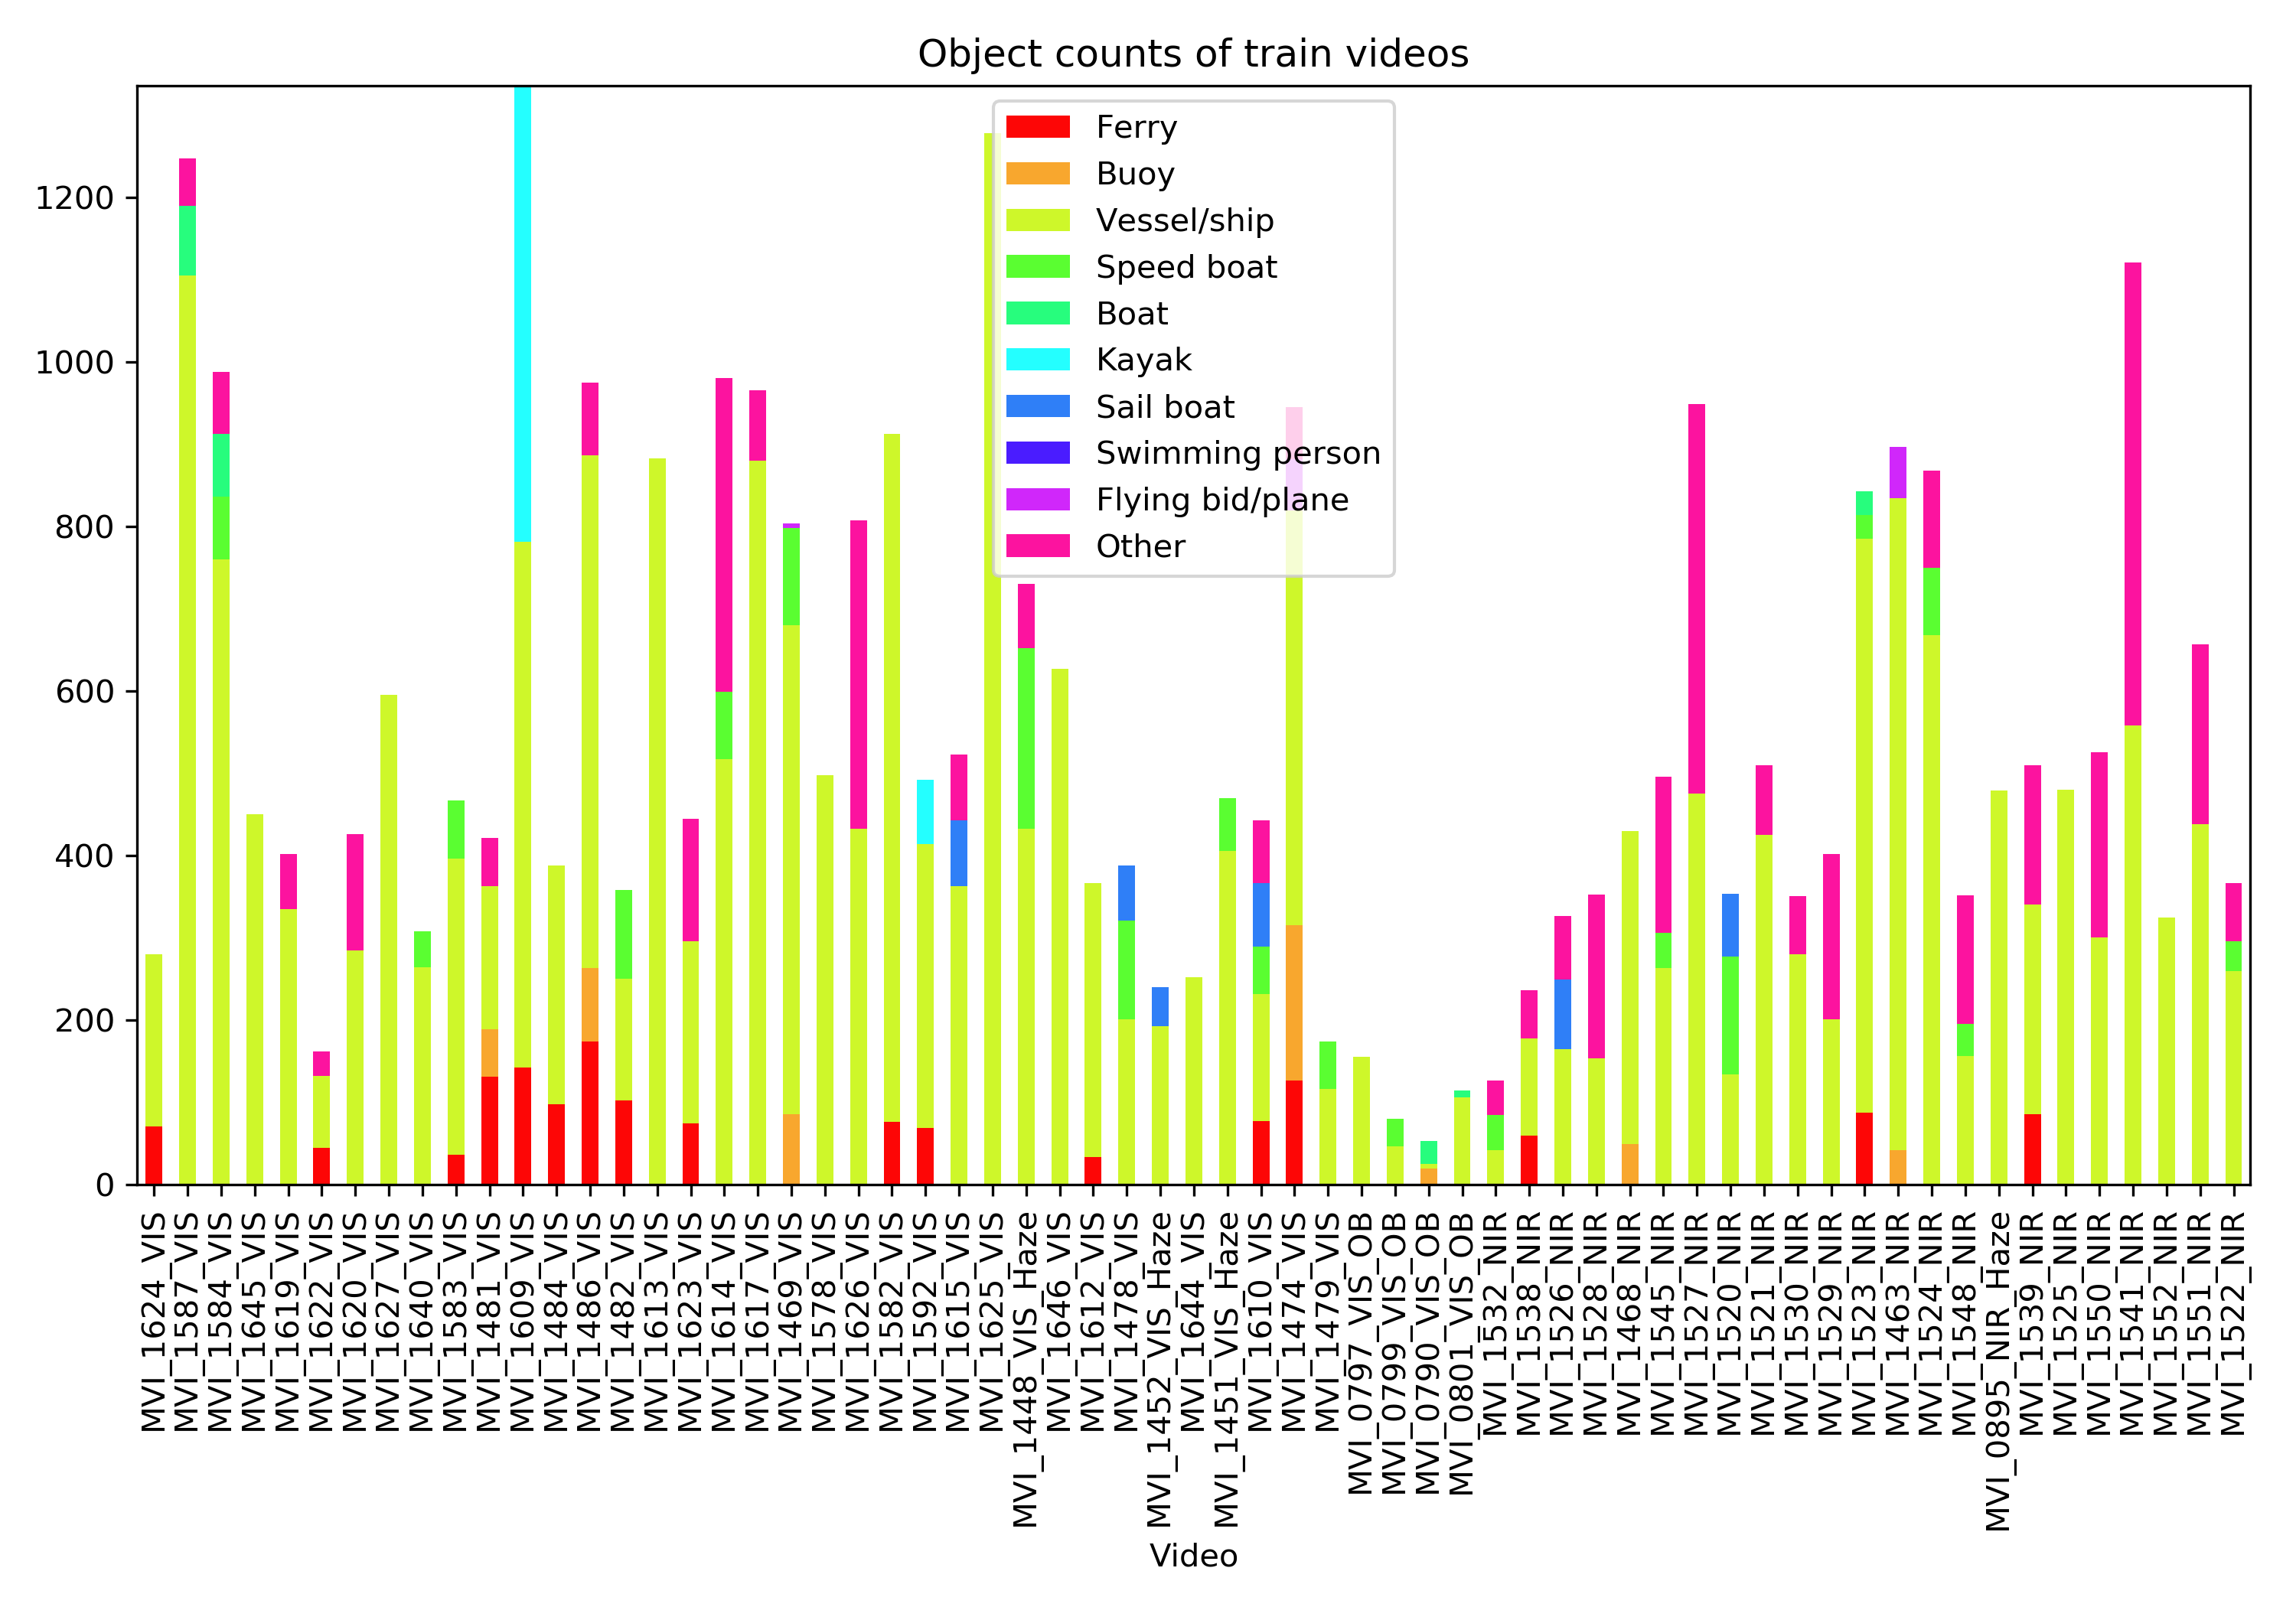 Object counts of train videos
1200
1000
800
600
400
200
0
Ferry
Buoy
Vessel/ship
Speed boat
Boat
Kayak
Sail boat
Swimming person
Flying bid/plane
Other
MVI_1624_VIS
MVI_1587_VIS
MVI_1584_VIS
MVI_1645_VIS
MVI_1619_VIS
MVI_1622_VIS
MVI_1620_VIS
MVI_1627_VIS
MVI_1640_VIS
MVI_1583_VIS
MVI_1481_VIS
MVI_1609_VIS
MVI_1484_VIS
MVI_1486_VIS
MVI_1482_VIS
MVI_1613_VIS
MVI_1623_VIS
MVI_1614_VIS
MVI_1617_VIS
MVI_1469_VIS
MVI_1578_VIS
MVI_1626_VIS
MVI_1582_VIS
MVI_1592_VIS
MVI_1615_VIS
MVI_1625_VIS
MVI_1448_VIS_Haze
MVI_1646_VIS
MVI_1612_VIS
MVI_1478_VIS
MVI_1452_VIS_Haze
MVI_1644_VIS
MVI_1451_VIS_Haze
MVI_1610_VIS
MVI_1474_VIS
MVI_1479_VIS
MVI_0797_VIS_OB
MVI_0799_VIS_OB
MVI_0790_VIS_OB
MVI_0801_VIS_OB
MVI_1532_NIR
MVI_1538_NIR
MVI_1526_NIR
MVI_1528_NIR
MVI_1468_NIR
MVI_1545_NIR
MVI_1527_NIR
MVI_1520_NIR
MVI_1521_NIR
MVI_1530_NIR
MVI_1529_NIR
MVI_1523_NIR
MVI_1463_NIR
MVI_1524_NIR
MVI_1548_NIR
MVI_0895_NIR_Haze
MVI_1539_NIR
MVI_1525_NIR
MVI_1550_NIR
MVI_1541_NIR
MVI_1552_NIR
MVI_1551_NIR
MVI_1522_NIR
Video